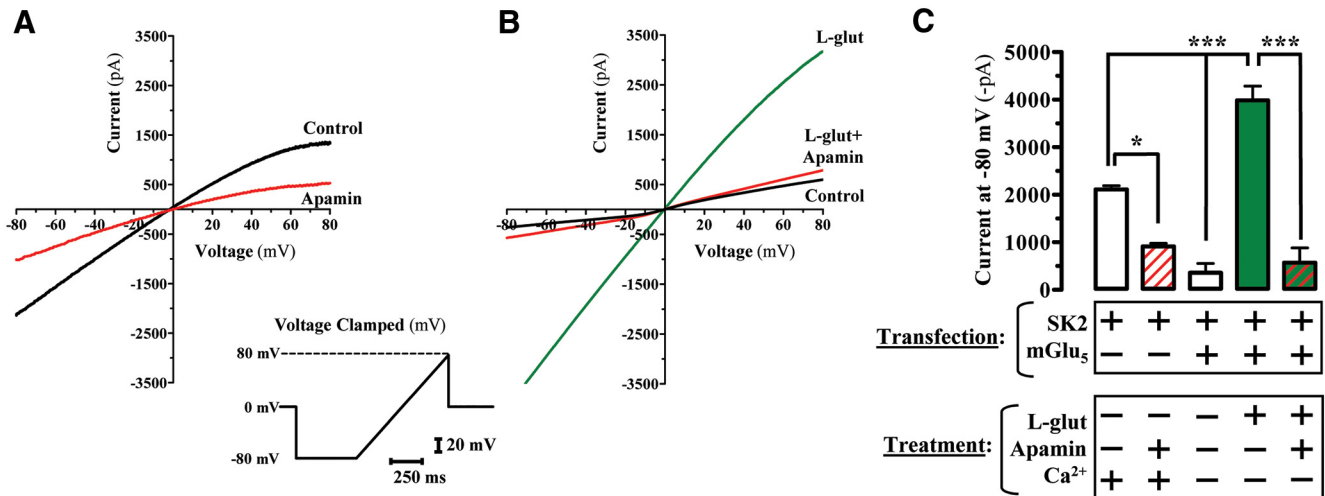 A
3500
2500
1500
500
-500
-1500
-2500
-3500
Current (pA)
Control
Apamin
-80 -60 -40 -20 0 20 40 60 80
Voltage (mV)
Voltage Clamped (mV)
80 mV
0 mV
-80 mV
20 mV
250 ms
B
3500
2500
1500
500
-500
-1500
-2500
-3500
Current (pA)
L-glut
L-glut+
Apamin
Control
-80 -60 -40 -20 0 20 40 60 80
Voltage (mV)
C
5000
4000
3000
2000
1000
0
Current at -80 mV (-pA)
*** ***
*
Transfection:
SK2 + + + + +
mGlu₅ − − + + +
Treatment:
L-glut − − − + +
Apamin − + − − +
Ca²⁺ + + − − −